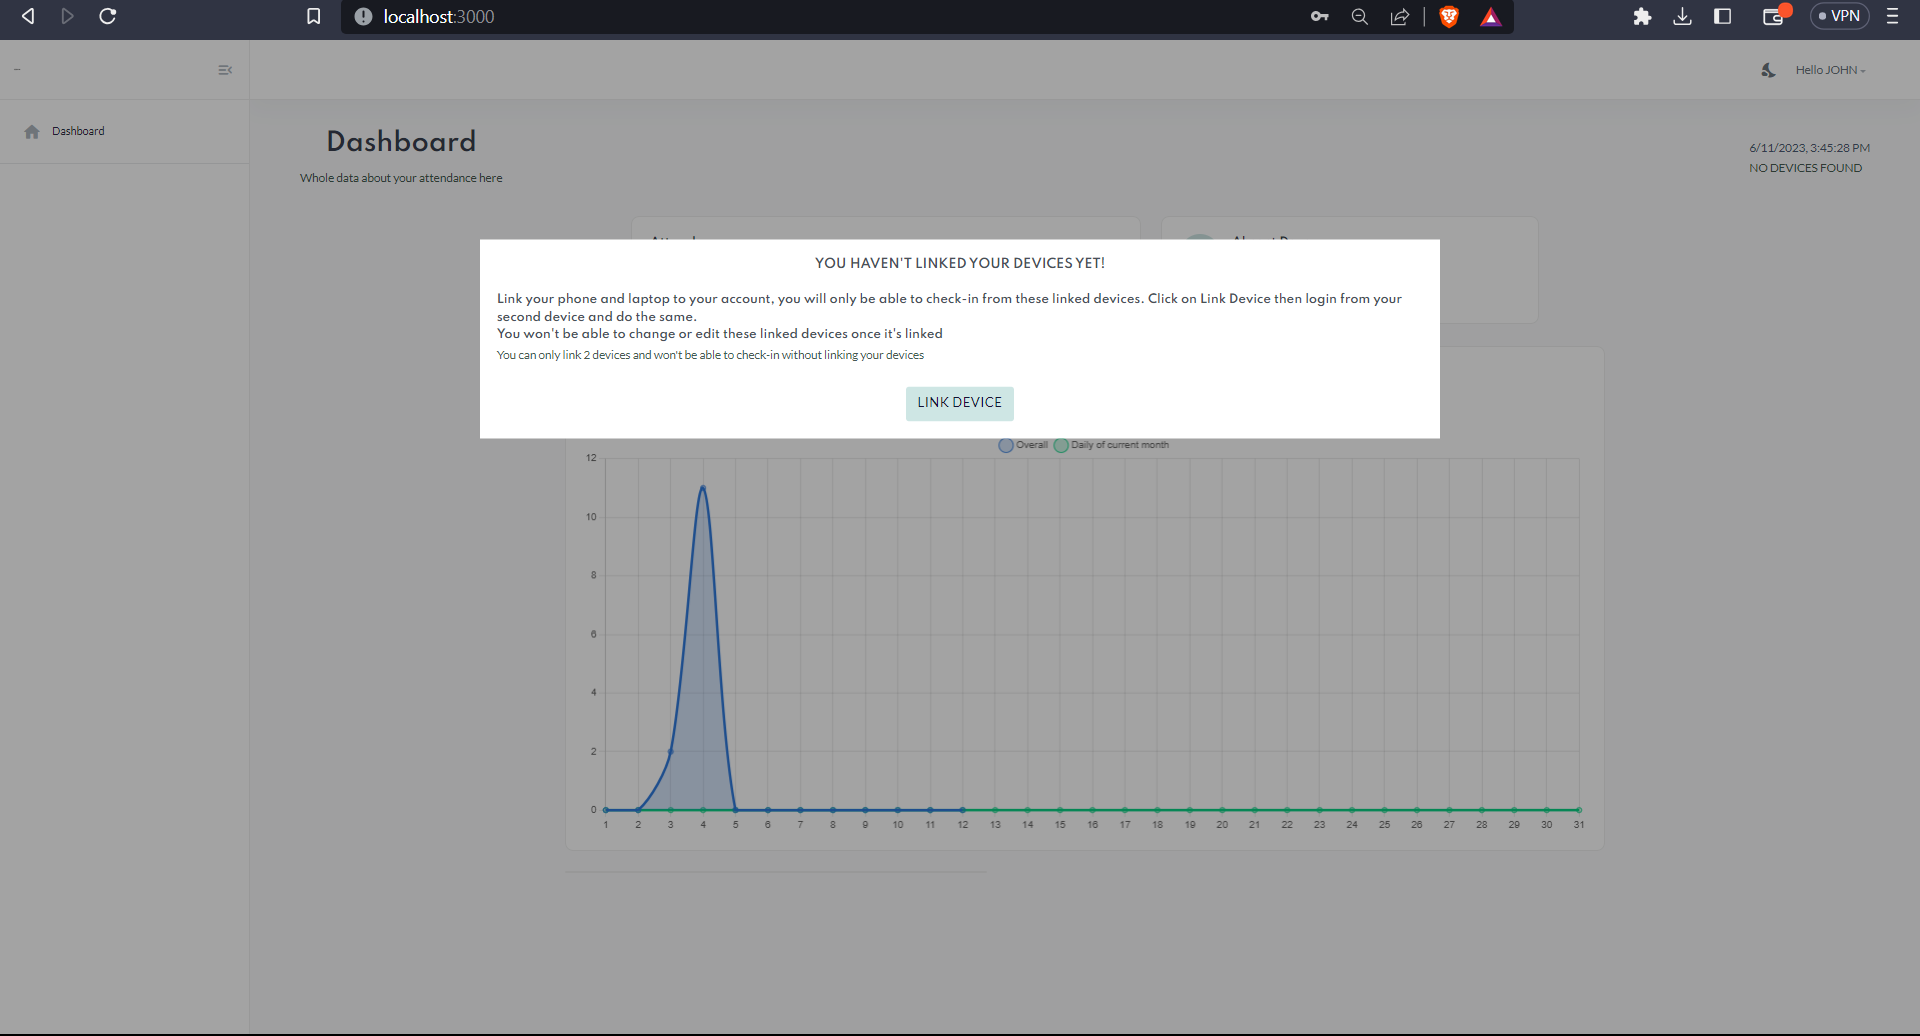 localhost:3000
VPN
Hello JOHN
Dashboard
Dashboard
Whole data about your attendance here
6/11/2023, 3:45:28 PM
NO DEVICES FOUND
YOU HAVEN'T LINKED YOUR DEVICES YET!
Link your phone and laptop to your account, you will only be able to check-in from these linked devices. Click on Link Device then login from your
second device and do the same.
You won't be able to change or edit these linked devices once it's linked
You can only link 2 devices and won't be able to check-in without linking your devices
LINK DEVICE
Overall Daily of current month
12
10
8
6
4
2
0
1 2 3 4 5 6 7 8 9 10 11 12 13 14 15 16 17 18 19 20 21 22 23 24 25 26 27 28 29 30 31